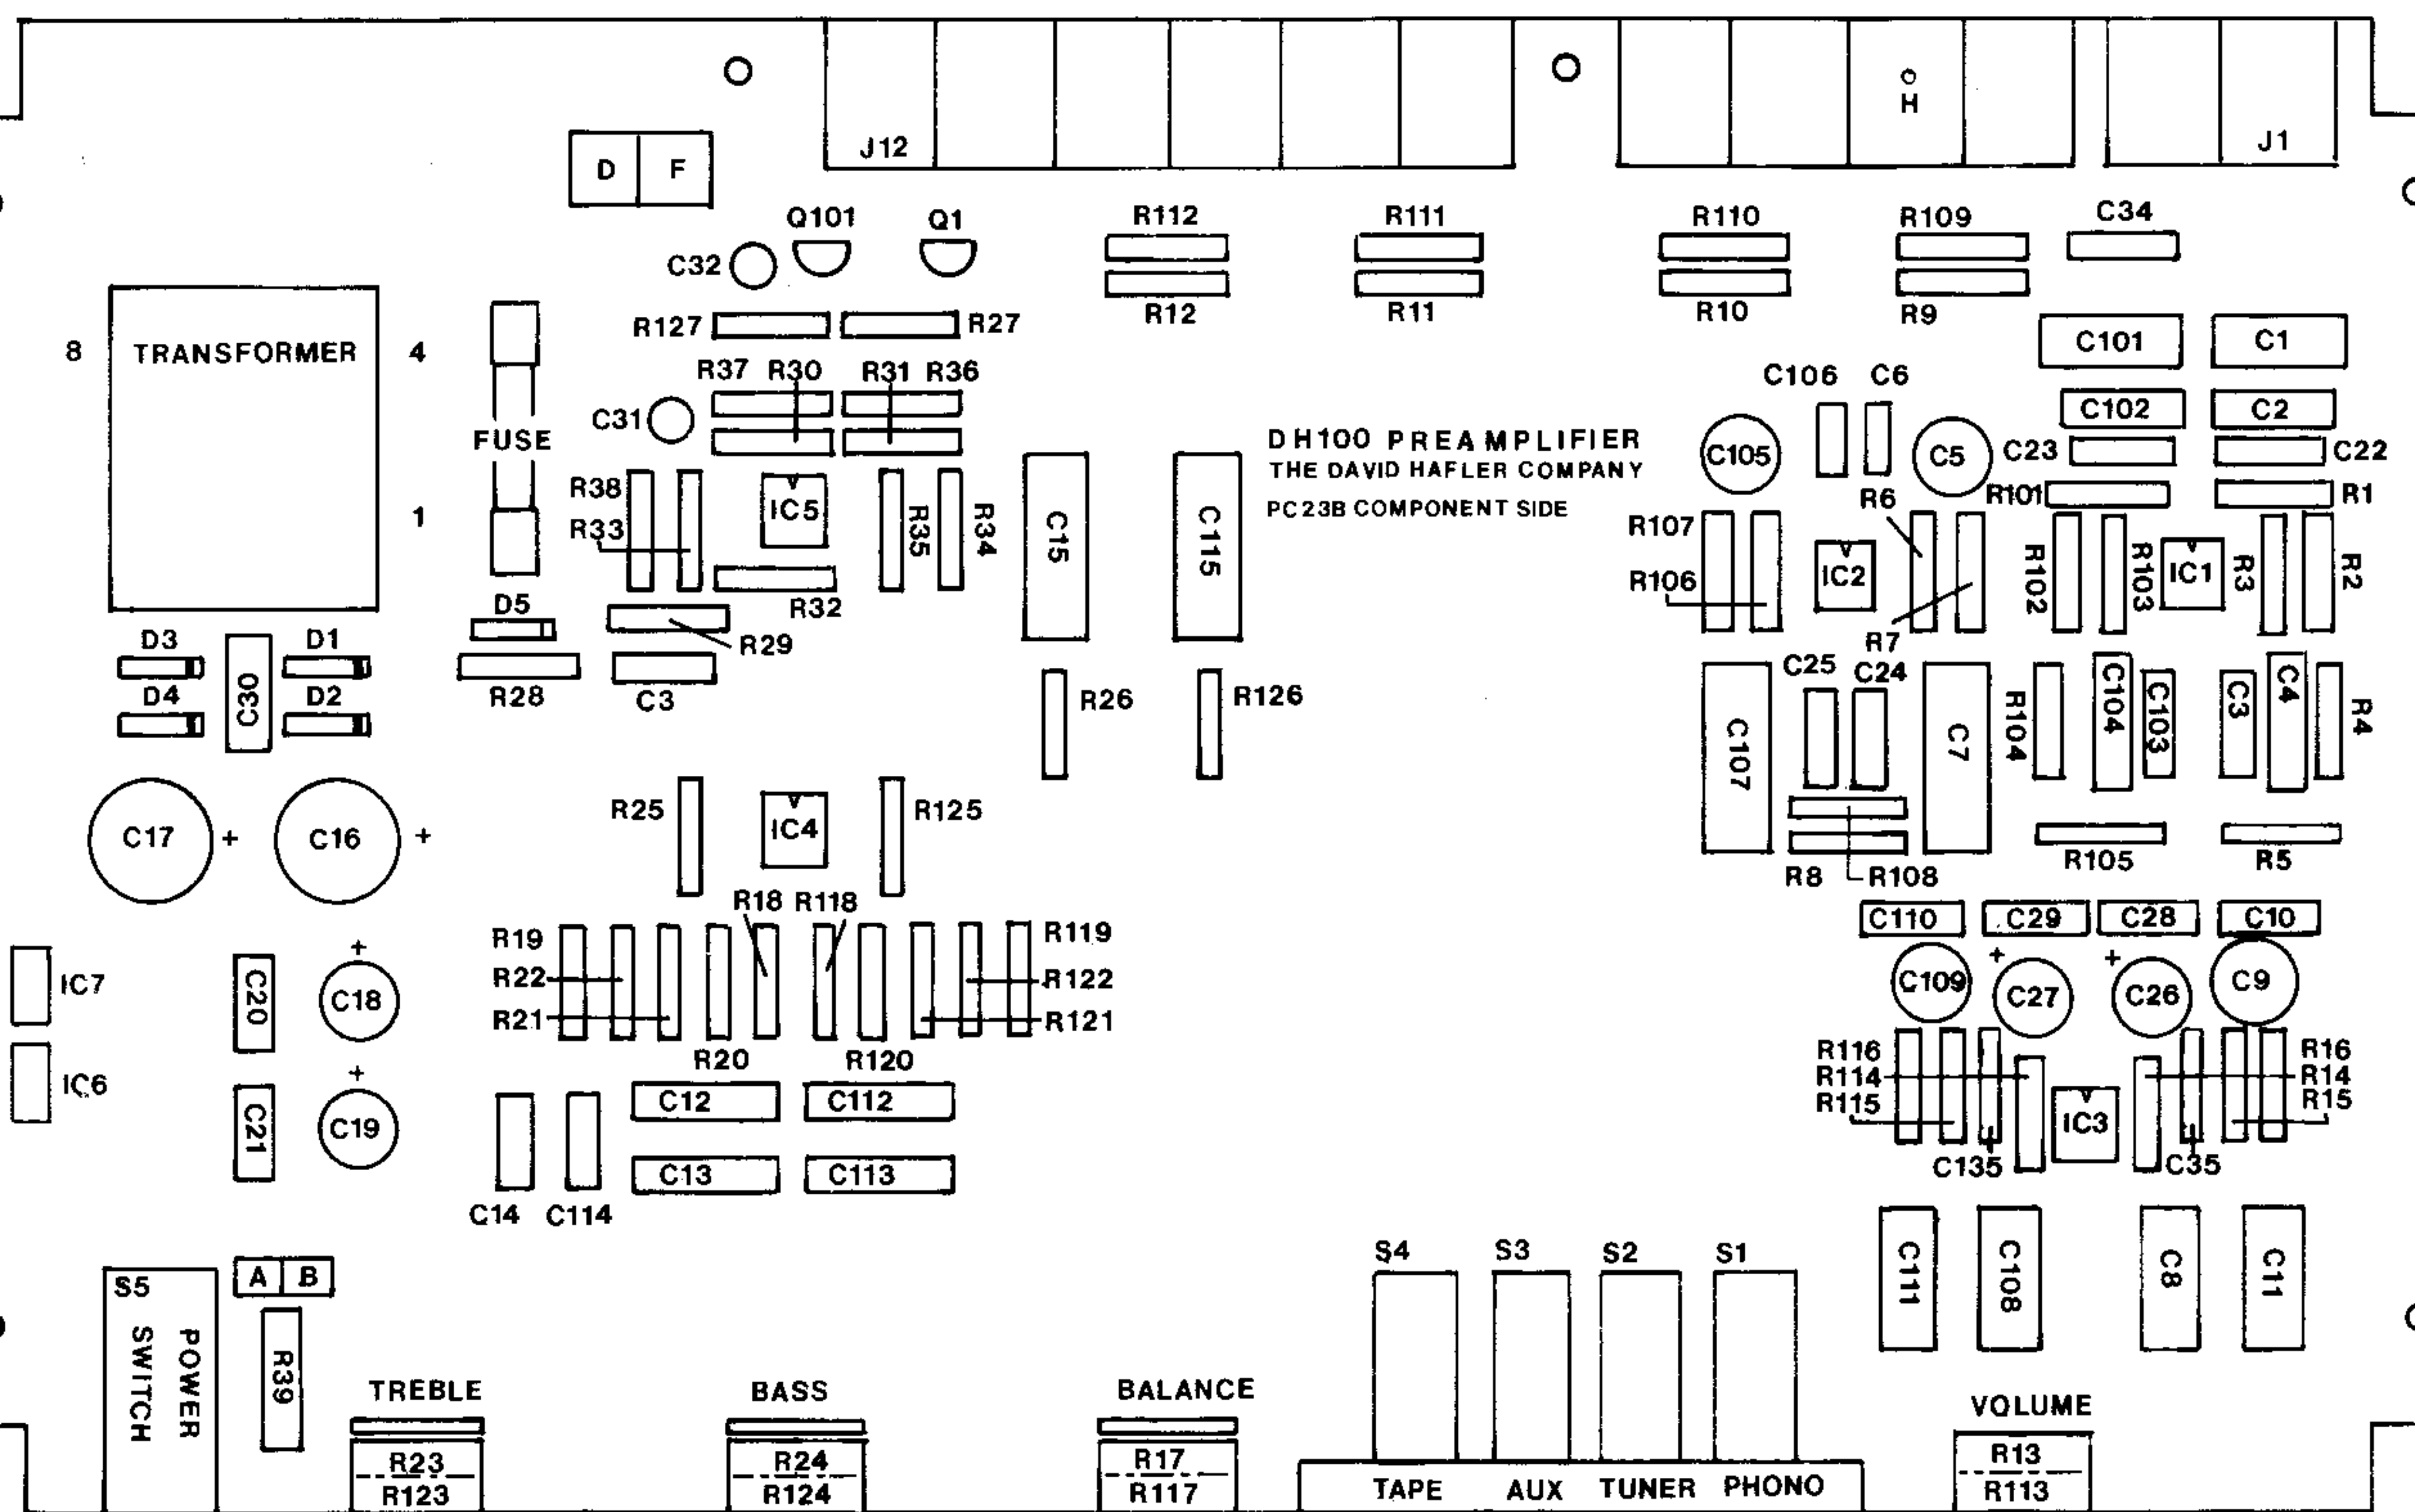 H
J12
J1
D F
Q101 Q1
R112 R111 R110 R109 C34
C32
R12 R11 R10 R9
R127 R27
8 TRANSFORMER 4
C101 C1
R37 R30 R31 R36
C106 C6
C102 C2
C31
FUSE
DH100 PREAMPLIFIER
THE DAVID HAFLER COMPANY
PC23B COMPONENT SIDE
C105 C5 C23 C22
R38
R6 R101 R1
IC5
R33
R35 R34
C15 C115
1
R107
R106
IC2
R102 R103 IC1 R3 R2
R32
D5
R7
R29
D3 D1
C30
D4 D2
R28 C3
R26 R126
C25 C24
C107 C7
R104 C104 C103 C3 C4 R4
R25 IC4 R125
C17 + C16 +
R105 R5
R8 R108
R18 R118
C110 C29 C28 C10
R19 R119
R22 R122
R21 R121
IC7
C20 + C18
C109 + C27 + C26 C9
R20 R120
R116 R16
R114 R14
R115 R15
IC6
C21 + C19
C12 C112
IC3
C135 C35
C13 C113
C14 C114
S4 S3 S2 S1
A B
S5
POWER
SWITCH
R39
C111 C108 C8 C11
TREBLE BASS BALANCE VOLUME
R23 R24 R17 R13
R123 R124 R117 R113
TAPE AUX TUNER PHONO